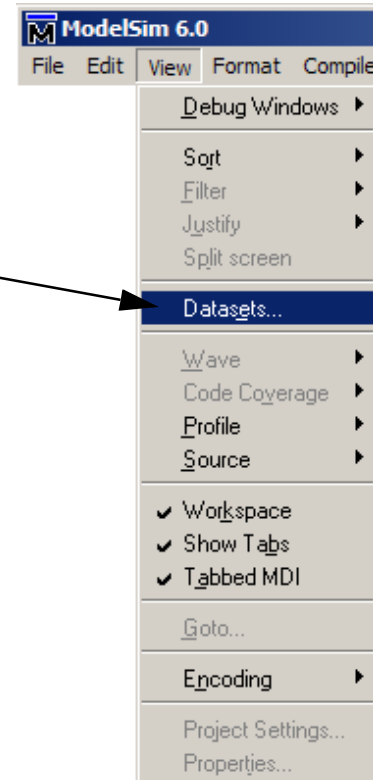 ModelSim 6.0
File Edit View Format Compile
Debug Windows
Sort
Filter
Justify
Split screen
Datasets...
Wave
Code Coverage
Profile
Source
Workspace
Show Tabs
Tabbed MDI
Goto...
Encoding
Project Settings...
Properties...